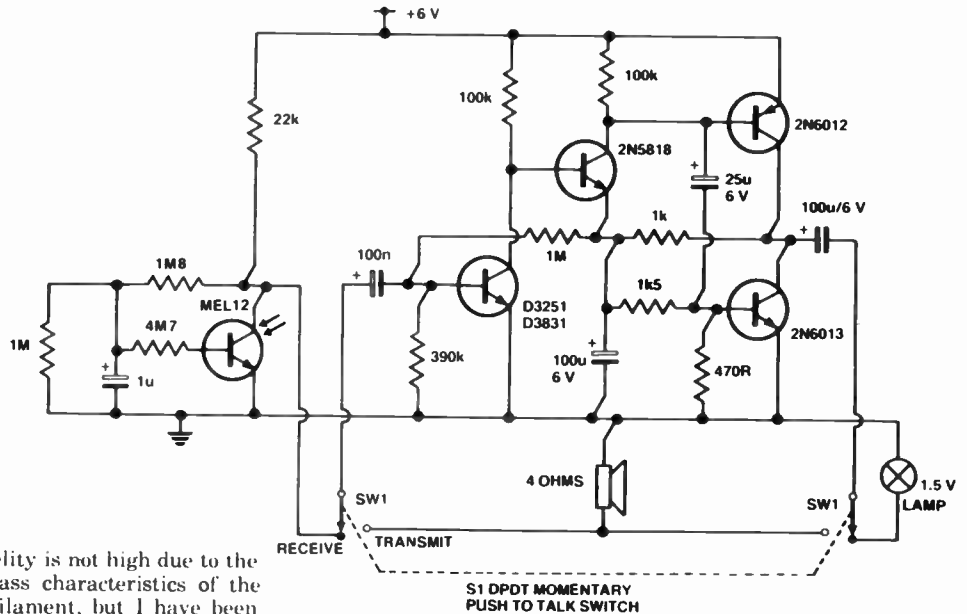 +6 V
100k
100k
22k
2N6012
2N5818
25u
6 V
100u/6 V
1k
100n
1M
1M8
MEL12
D3251
D3831
1k5
2N6013
1M
4M7
390k
470R
100u
6 V
1u
4 OHMS
1.5 V
LAMP
SW1
SW1
RECEIVE
TRANSMIT
S1 DPDT MOMENTARY
PUSH TO TALK SWITCH
lity is not high due to the
ass characteristics of the
ilament, but I have been